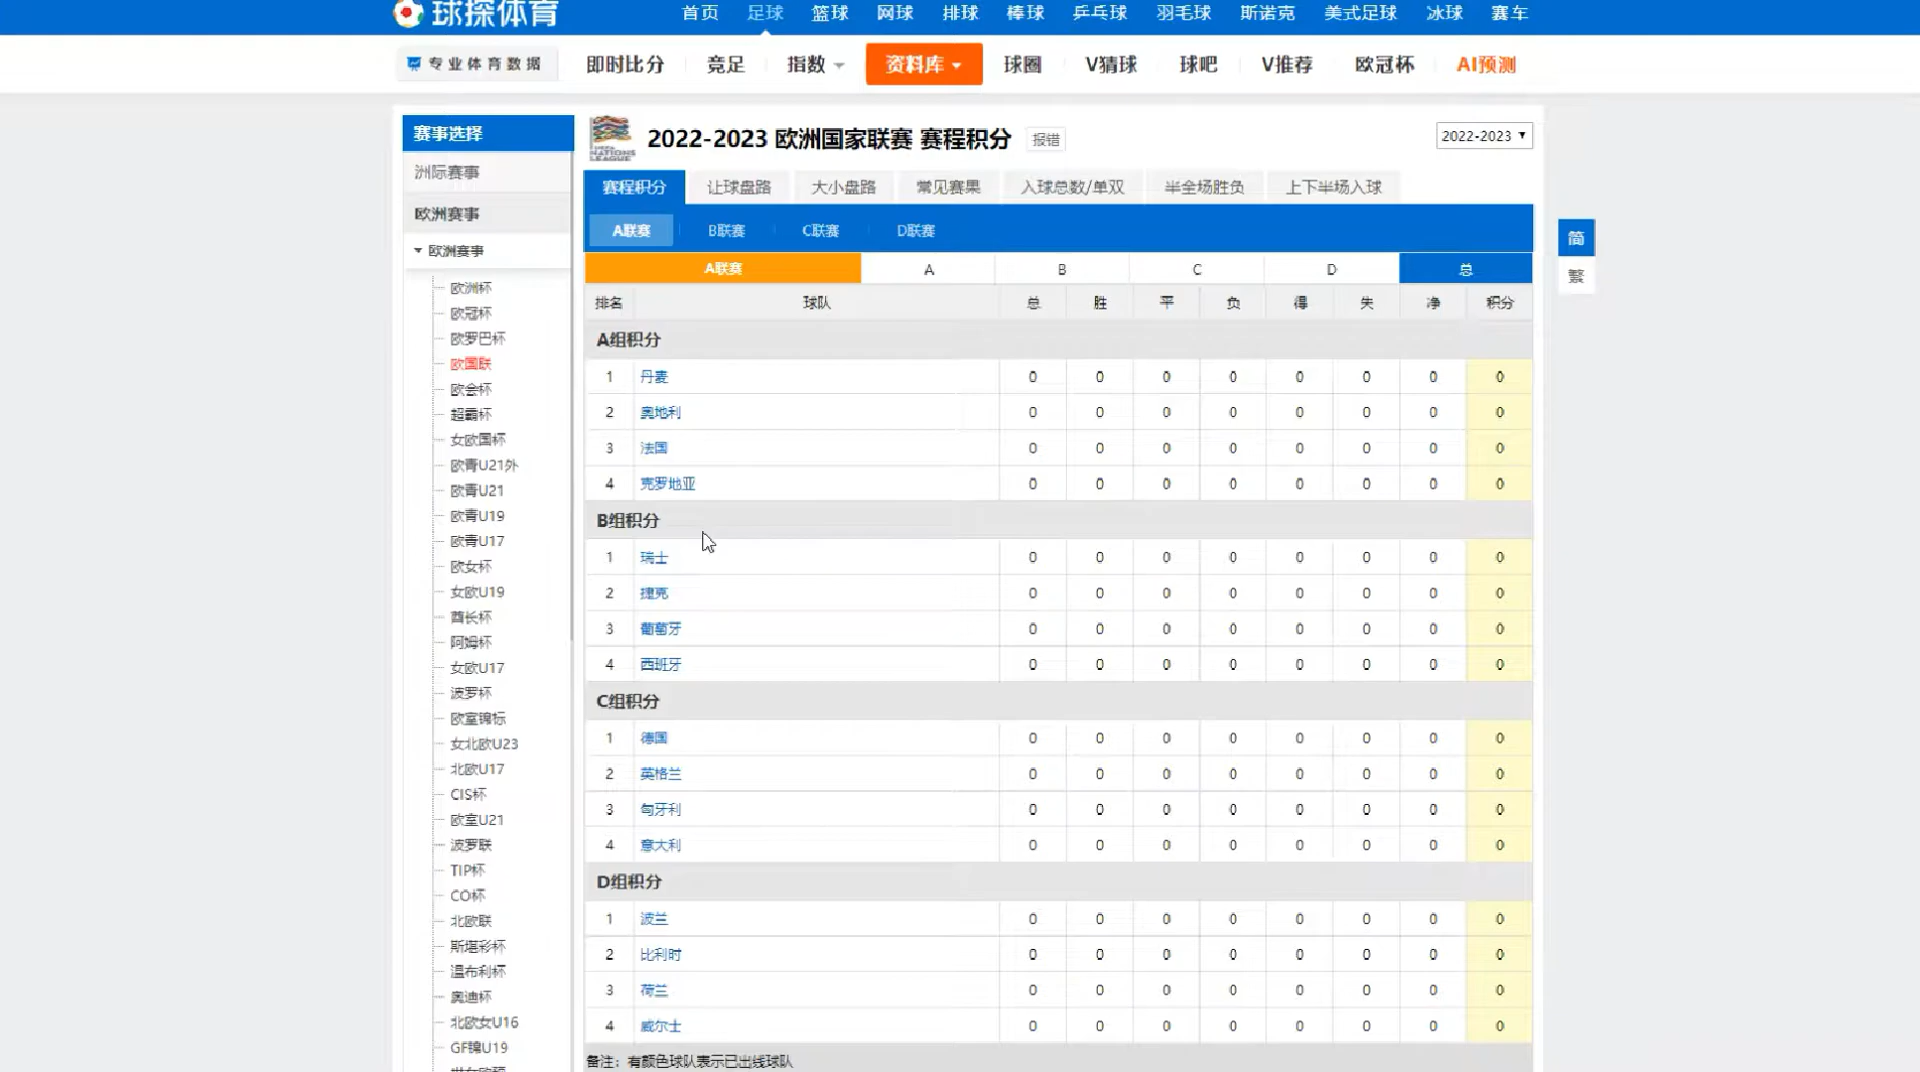 球探体育 首页 足球 篮球 网球 排球 棒球 乒乓球 羽毛球 斯诺克 美式足球 冰球 赛车
专业体育数据 即时比分 竞足 指数 资料库 球圈 V猜球 球吧 V推荐 欧冠杯 AI预测
赛事选择
洲际赛事
欧洲赛事
欧洲赛事
欧洲杯
欧冠杯
欧罗巴杯
欧国联
欧会杯
超霸杯
女欧国杯
欧青U21外
欧青U21
欧青U19
欧青U17
欧女杯
女欧U19
酋长杯
阿姆杯
女欧U17
波罗杯
欧室锦标
女北欧U23
北欧U17
CIS杯
欧室U21
波罗联
TIP杯
CO杯
北欧联
斯堪彩杯
温布利杯
奥迪杯
北欧女U16
GF锦U19
UEFA NATIONS LEAGUE
2022-2023 欧洲国家联赛 赛程积分 报错 2022-2023
赛程积分 让球盘路 大小盘路 常见赛果 入球总数/单双 半全场胜负 上下半场入球
A联赛 B联赛 C联赛 D联赛
A联赛 A B C D 总
排名 球队 总 胜 平 负 得 失 净 积分
A组积分
1 丹麦 0 0 0 0 0 0 0 0
2 奥地利 0 0 0 0 0 0 0 0
3 法国 0 0 0 0 0 0 0 0
4 克罗地亚 0 0 0 0 0 0 0 0
B组积分
1 瑞士 0 0 0 0 0 0 0 0
2 捷克 0 0 0 0 0 0 0 0
3 葡萄牙 0 0 0 0 0 0 0 0
4 西班牙 0 0 0 0 0 0 0 0
C组积分
1 德国 0 0 0 0 0 0 0 0
2 英格兰 0 0 0 0 0 0 0 0
3 匈牙利 0 0 0 0 0 0 0 0
4 意大利 0 0 0 0 0 0 0 0
D组积分
1 波兰 0 0 0 0 0 0 0 0
2 比利时 0 0 0 0 0 0 0 0
3 荷兰 0 0 0 0 0 0 0 0
4 威尔士 0 0 0 0 0 0 0 0
备注：有颜色球队表示已出线球队
简
繁